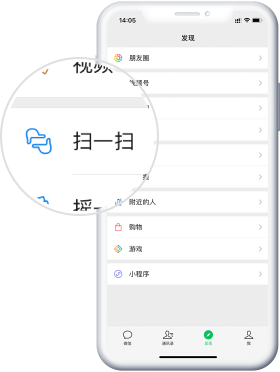 14:05
发现
朋友圈
视频号
视频
扫一扫
摇一
附近的人
购物
游戏
小程序
微信
通讯录
发现
我